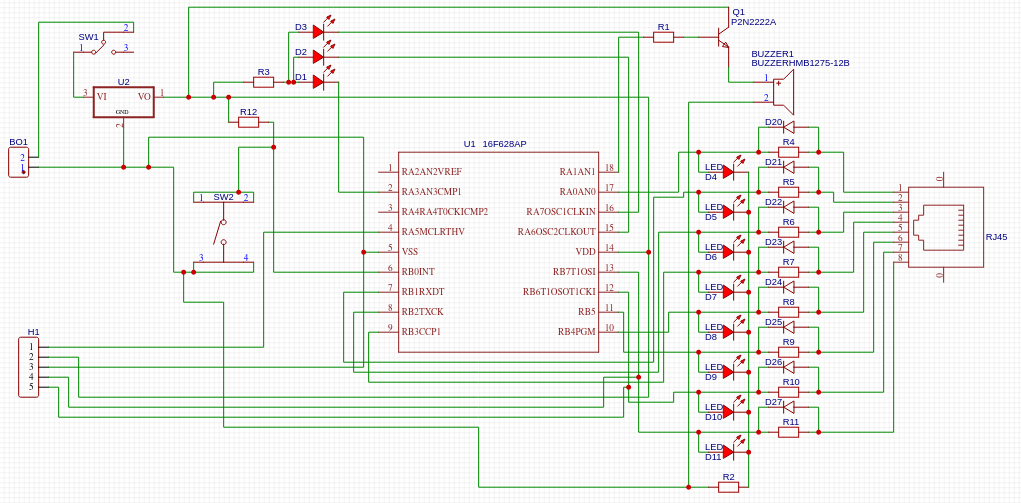 Q1
P2N2222A
SW1
2
1
3
D3
R1
D2
BUZZER1
BUZZERHMB1275-12B
R3
D1
U2
3
VI
VO
1
GND
2
1
2
R12
D20
BO1
2
1
U1 16F628AP
R4
D21
1
RA2AN2VREF
RA1AN1
18
LED
D4
0
2
RA3AN3CMP1
RA0AN0
17
R5
1
SW2
1
2
3
RA4RA4T0CKICMP2
RA7OSC1CLKIN
16
LED
D5
D22
2
3
4
RA5MCLRTHV
RA6OSC2CLKOUT
15
R6
4
5
RJ45
3
4
5
VSS
VDD
14
LED
D6
D23
6
7
6
RB0INT
RB7T1OSI
13
R7
8
0
7
RB1RXDT
RB6T1OSOT1CKI
12
LED
D7
D24
8
RB2TXCK
RB5
11
R8
9
RB3CCP1
RB4PGM
10
LED
D8
D25
H1
1
2
3
4
5
R9
LED
D9
D26
R10
LED
D10
D27
R11
LED
D11
R2